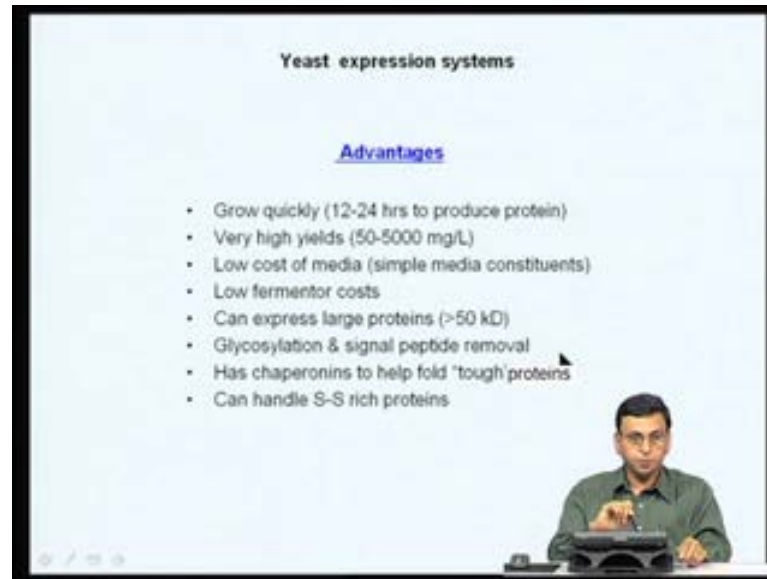 Yeast expression systems
Advantages
• Grow quickly (12-24 hrs to produce protein)
• Very high yields (50-5000 mg/L)
• Low cost of media (simple media constituents)
• Low fermentor costs
• Can express large proteins (>50 kD)
• Glycosylation & signal peptide removal
• Has chaperonins to help fold "tough" proteins
• Can handle S-S rich proteins